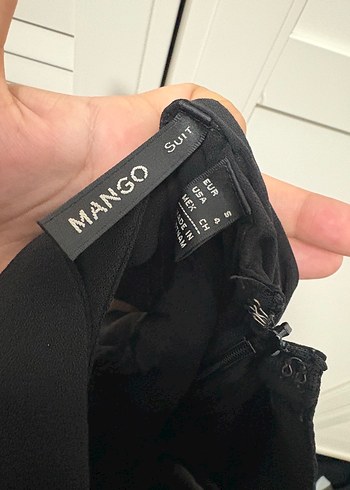 MANGO SUIT
EUR S
USA 4
MEX CH
MADE IN
VIETNAM